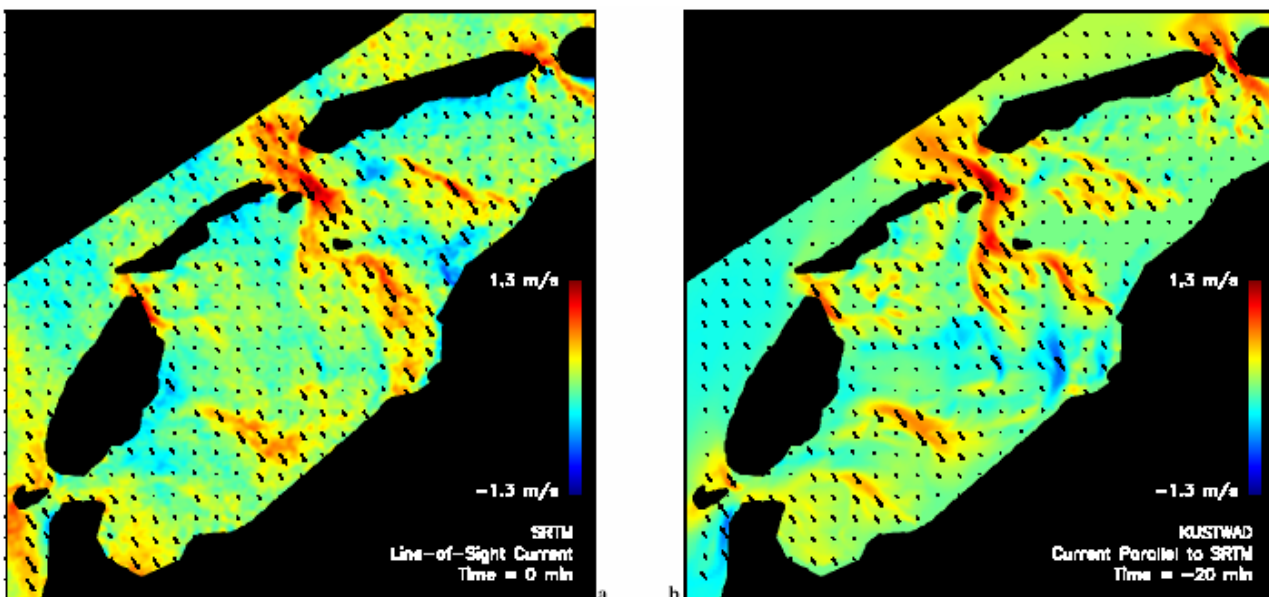 1.3 m/s
-1.3 m/s
SRTM
Line-of-Sight Current
Time = 0 min
a
b
1.3 m/s
-1.3 m/s
KUSTWAD
Current Parallel to SRTM
Time = -20 min